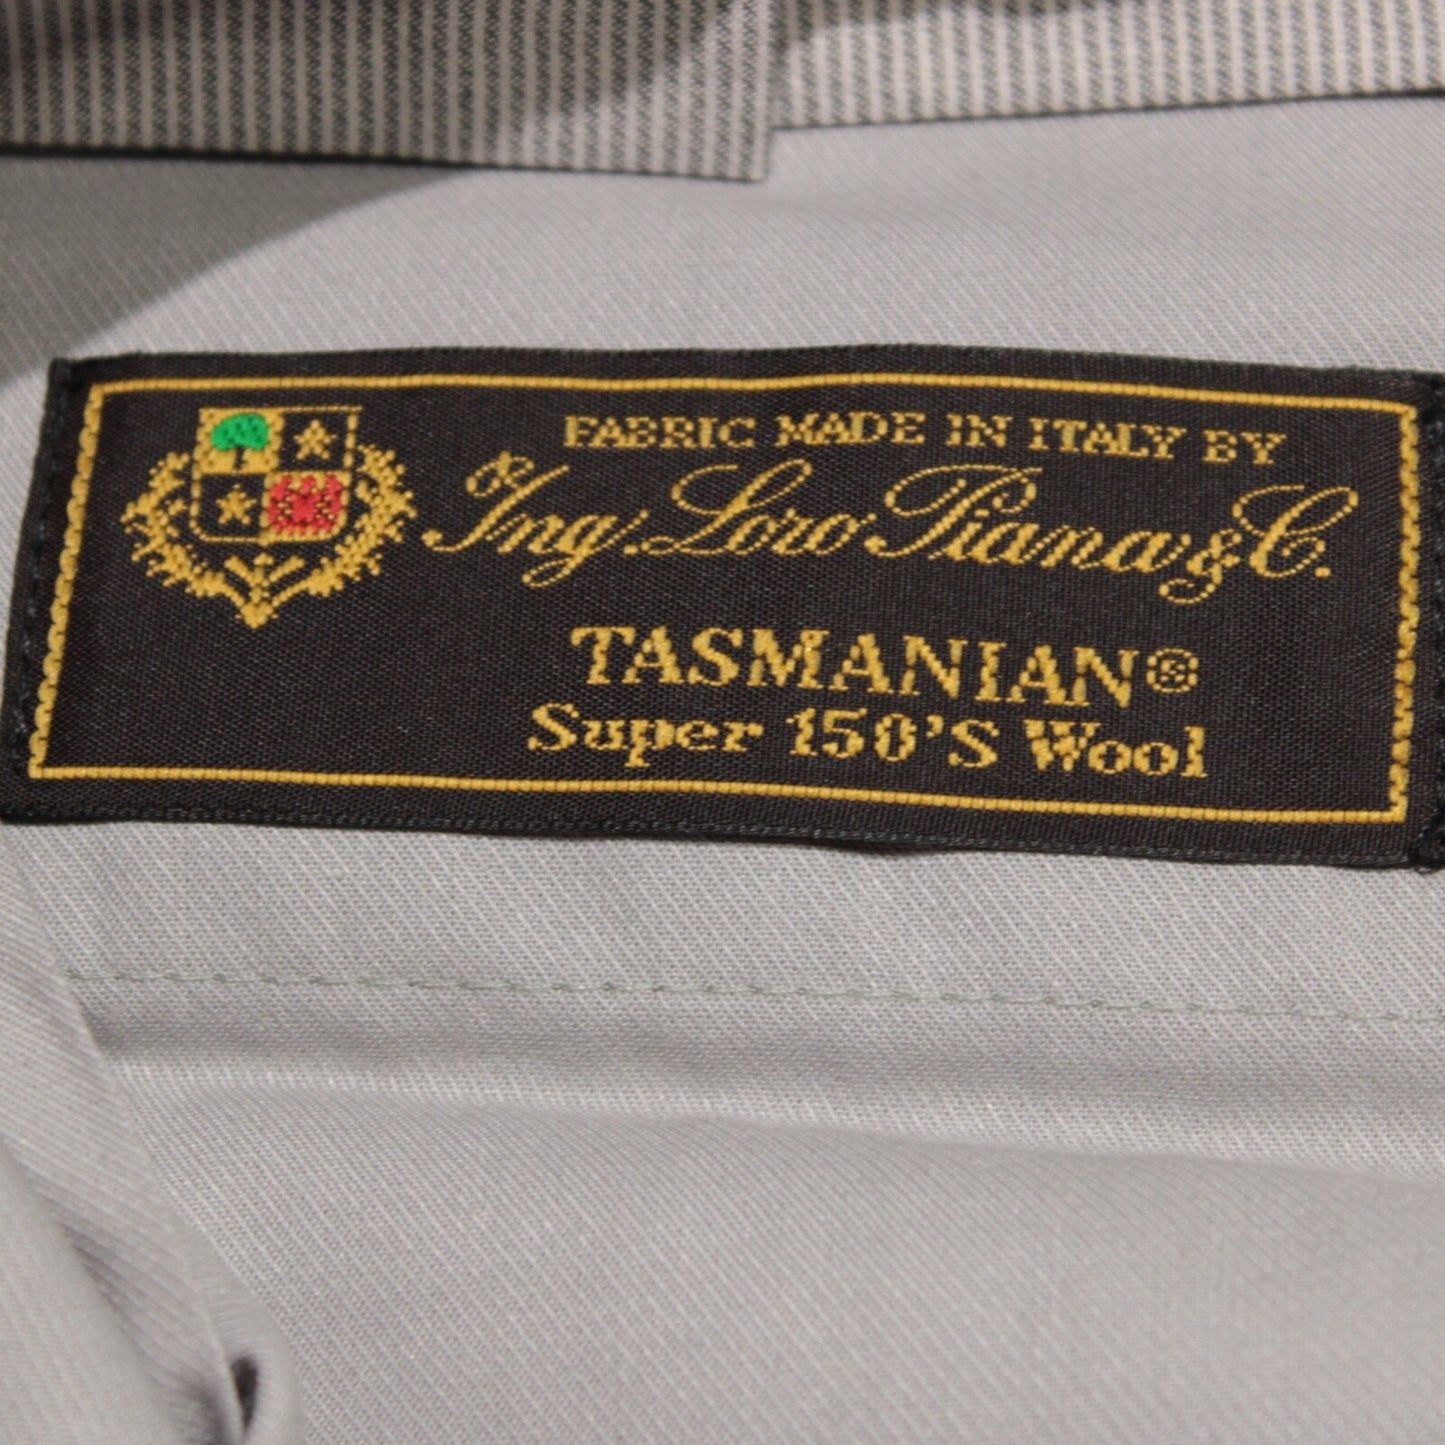 FABRIC MADE IN ITALY BY
Ing. Loro Piana & C.
TASMANIAN®
Super 150'S Wool